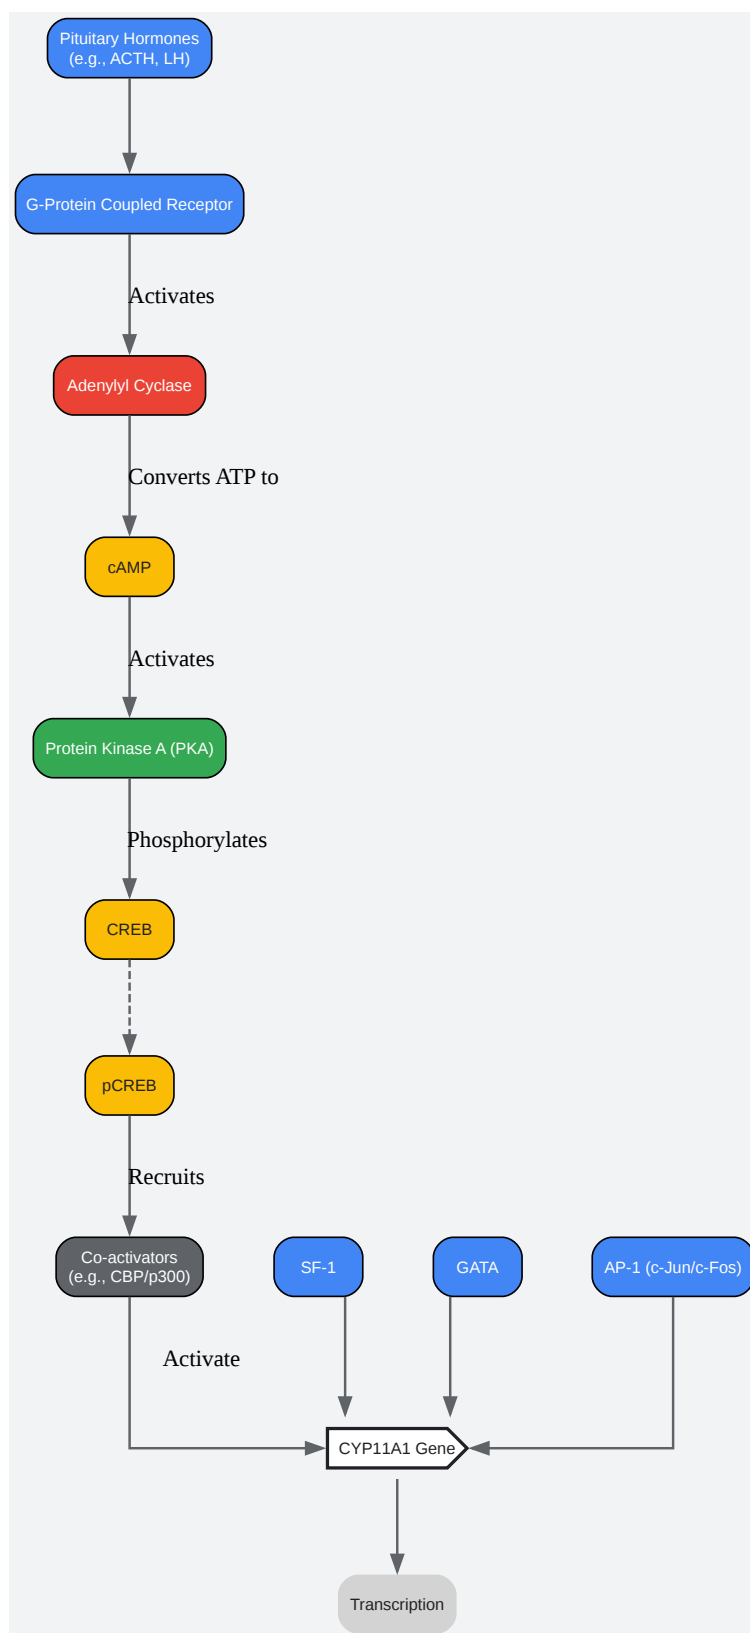 Pituitary Hormones
(e.g., ACTH, LH)
G-Protein Coupled Receptor
Activates
Adenylyl Cyclase
Converts ATP to
cAMP
Activates
Protein Kinase A (PKA)
Phosphorylates
CREB
pCREB
Recruits
Co-activators
(e.g., CBP/p300)
SF-1
GATA
AP-1 (c-Jun/c-Fos)
Activate
CYP11A1 Gene
Transcription